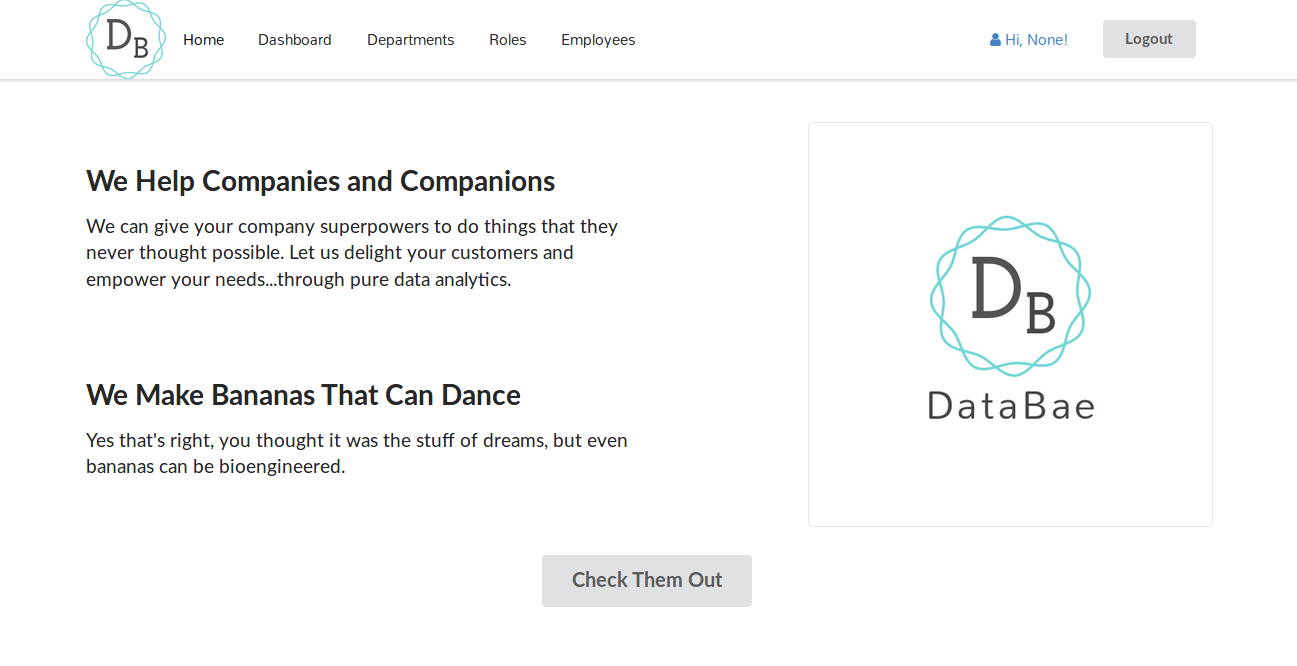 DB
Home Dashboard Departments Roles Employees Hi, None! Logout
We Help Companies and Companions
We can give your company superpowers to do things that they
never thought possible. Let us delight your customers and
empower your needs...through pure data analytics.
We Make Bananas That Can Dance
Yes that's right, you thought it was the stuff of dreams, but even
bananas can be bioengineered.
DB
DataBae
Check Them Out